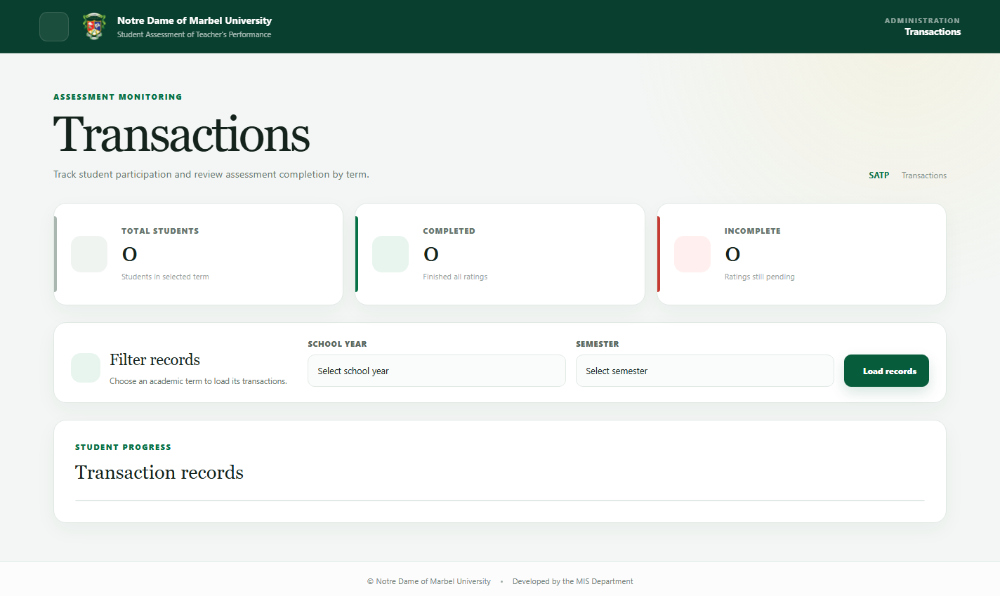 Notre Dame of Marbel University
Student Assessment of Teacher's Performance
ADMINISTRATION
Transactions
ASSESSMENT MONITORING
Transactions
Track student participation and review assessment completion by term.
SATP Transactions
TOTAL STUDENTS
0
Students in selected term
COMPLETED
0
Finished all ratings
INCOMPLETE
0
Ratings still pending
Filter records
Choose an academic term to load its transactions.
SCHOOL YEAR
Select school year
SEMESTER
Select semester
Load records
STUDENT PROGRESS
Transaction records
© Notre Dame of Marbel University • Developed by the MIS Department